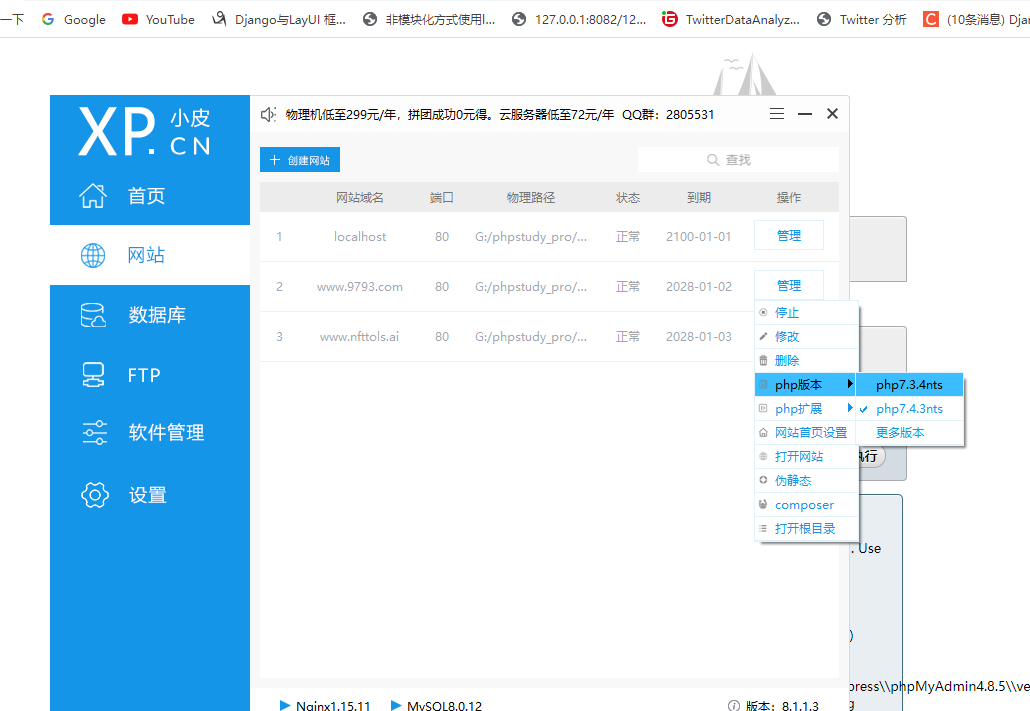 一下 Google YouTube Django与LayUI 框... 非模块化方式使用l... 127.0.0.1:8082/12... TwitterDataAnalyz... Twitter 分析 (10条消息) Djan
XP. 小皮
CN
物理机低至299元/年，拼团成功0元得。云服务器低至72元/年 QQ群：2805531
创建网站
查找
首页
网站
数据库
FTP
软件管理
设置
网站域名 端口 物理路径 状态 到期 操作
1 localhost 80 G:/phpstudy_pro/... 正常 2100-01-01 管理
2 www.9793.com 80 G:/phpstudy_pro/... 正常 2028-01-02 管理
3 www.nfttols.ai 80 G:/phpstudy_pro/... 正常 2028-01-03
停止
修改
删除
php版本 php7.3.4nts
php扩展 php7.4.3nts
网站首页设置 更多版本
打开网站
伪静态
composer
打开根目录
执行
. Use
)
press\\phpMyAdmin4.8.5\\ve
g
Nginx1.15.11 MySQL8.0.12 版本：8.1.1.3